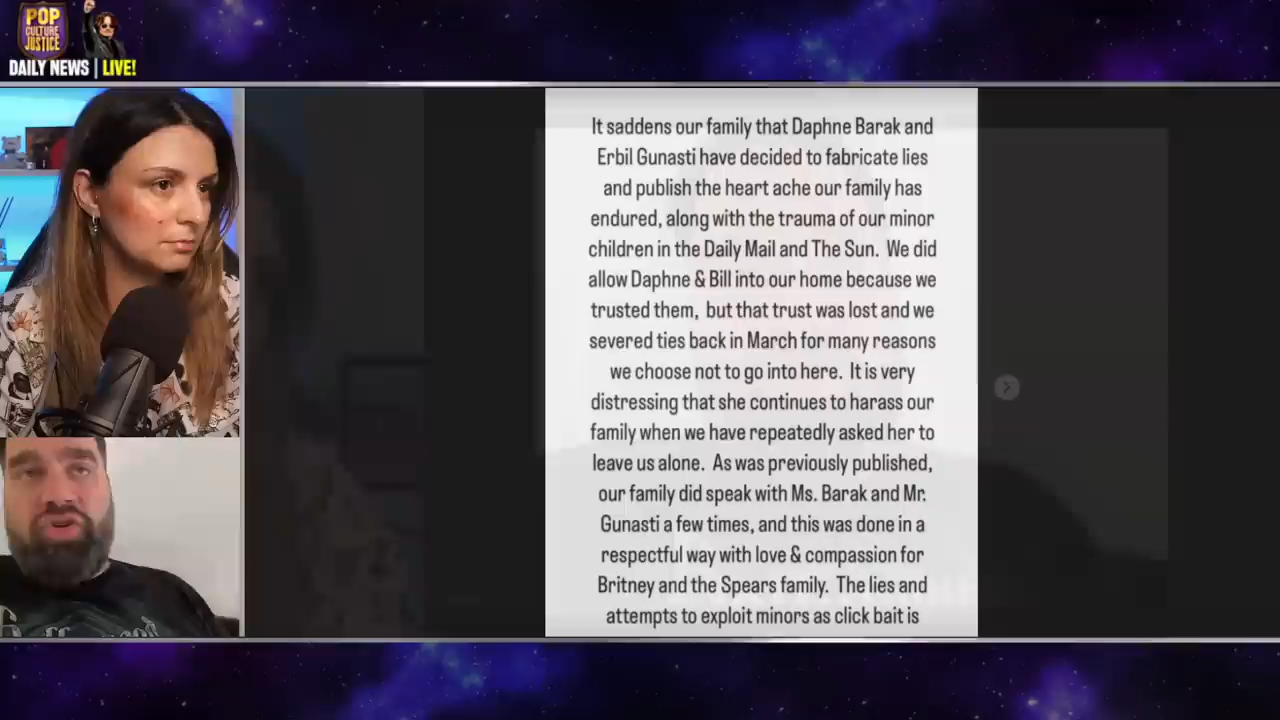 POP
CULTURE
JUSTICE
DAILY NEWS | LIVE!
It saddens our family that Daphne Barak and
Erbil Gunasti have decided to fabricate lies
and publish the heart ache our family has
endured, along with the trauma of our minor
children in the Daily Mail and The Sun. We did
allow Daphne & Bill into our home because we
trusted them, but that trust was lost and we
severed ties back in March for many reasons
we choose not to go into here. It is very
distressing that she continues to harass our
family when we have repeatedly asked her to
leave us alone. As was previously published,
our family did speak with Ms. Barak and Mr.
Gunasti a few times, and this was done in a
respectful way with love & compassion for
Britney and the Spears family. The lies and
attempts to exploit minors as click bait is